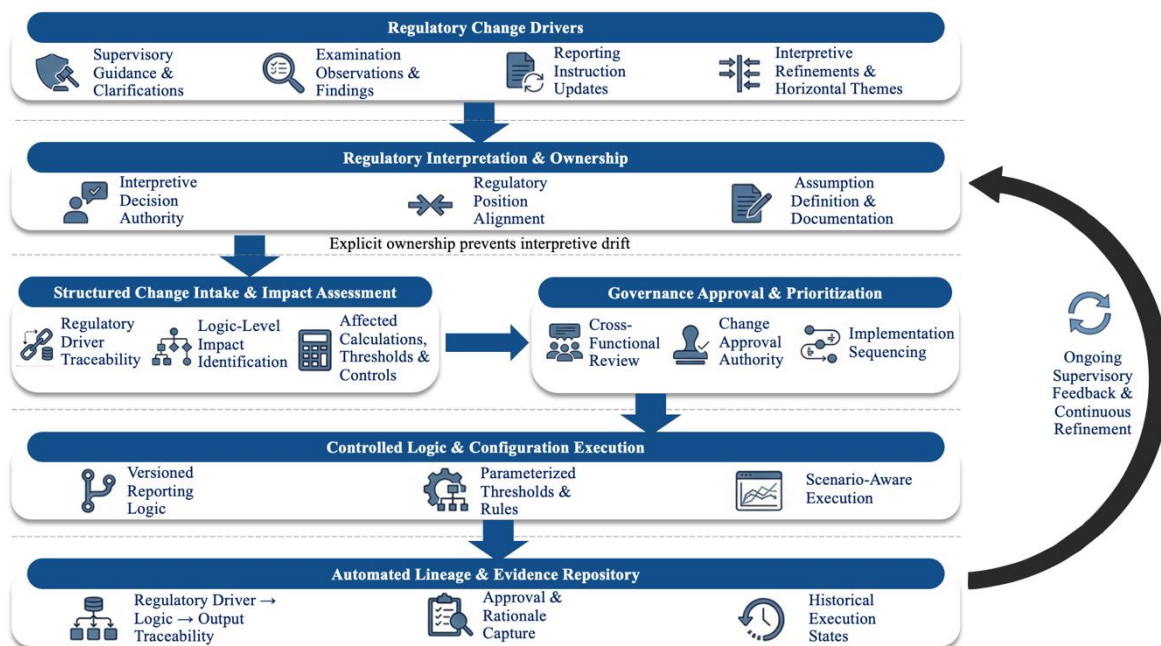 Regulatory Change Drivers
Supervisory
Guidance &
Clarifications
Examination
Observations &
Findings
Reporting
Instruction
Updates
Interpretive
Refinements &
Horizontal Themes
Regulatory Interpretation & Ownership
Interpretive
Decision
Authority
Regulatory
Position
Alignment
Assumption
Definition &
Documentation
Explicit ownership prevents interpretive drift
Structured Change Intake & Impact Assessment
Regulatory
Driver
Traceability
Logic-Level
Impact
Identification
Affected
Calculations,
Thresholds &
Controls
Governance Approval & Prioritization
Cross-
Functional
Review
Change
Approval
Authority
Implementation
Sequencing
Controlled Logic & Configuration Execution
Versioned
Reporting
Logic
Parameterized
Thresholds &
Rules
Scenario-Aware
Execution
Automated Lineage & Evidence Repository
Regulatory Driver →
Logic → Output
Traceability
Approval &
Rationale
Capture
Historical
Execution
States
Ongoing
Supervisory
Feedback &
Continuous
Refinement